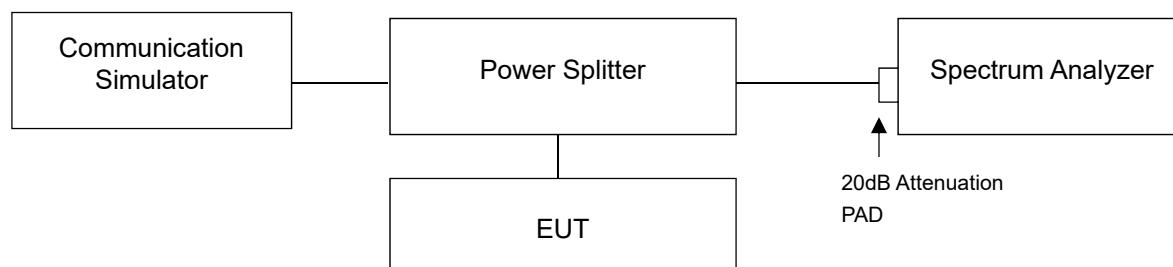 Communication
Simulator
Power Splitter
Spectrum Analyzer
20dB Attenuation
PAD
EUT